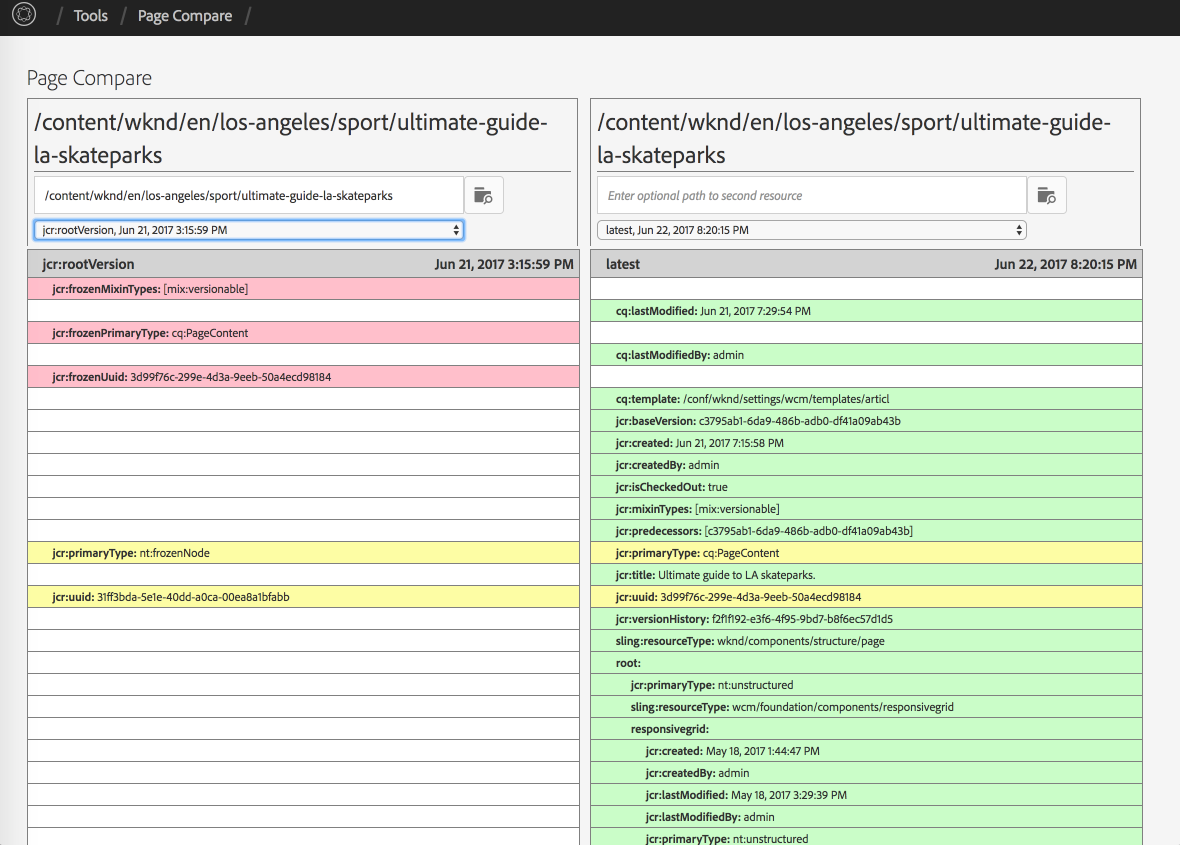 / Tools / Page Compare /
Page Compare
/content/wknd/en/los-angeles/sport/ultimate-guide-
la-skateparks
/content/wknd/en/los-angeles/sport/ultimate-guide-la-skateparks
jcr:rootVersion, Jun 21, 2017 3:15:59 PM
jcr:rootVersion Jun 21, 2017 3:15:59 PM
jcr:frozenMixinTypes: [mix:versionable]
jcr:frozenPrimaryType: cq:PageContent
jcr:frozenUuid: 3d99f76c-299e-4d3a-9eeb-50a4ecd98184
jcr:primaryType: nt:frozenNode
jcr:uuid: 31ff3bda-5e1e-40dd-a0ca-00ea8a1bfabb
/content/wknd/en/los-angeles/sport/ultimate-guide-
la-skateparks
Enter optional path to second resource
latest, Jun 22, 2017 8:20:15 PM
latest Jun 22, 2017 8:20:15 PM
cq:lastModified: Jun 21, 2017 7:29:54 PM
cq:lastModifiedBy: admin
cq:template: /conf/wknd/settings/wcm/templates/articl
jcr:baseVersion: c3795ab1-6da9-486b-adb0-df41a09ab43b
jcr:created: Jun 21, 2017 7:15:58 PM
jcr:createdBy: admin
jcr:isCheckedOut: true
jcr:mixinTypes: [mix:versionable]
jcr:predecessors: [c3795ab1-6da9-486b-adb0-df41a09ab43b]
jcr:primaryType: cq:PageContent
jcr:title: Ultimate guide to LA skateparks.
jcr:uuid: 3d99f76c-299e-4d3a-9eeb-50a4ecd98184
jcr:versionHistory: f2f1f192-e3f6-4f95-9bd7-b8f6ec57d1d5
sling:resourceType: wknd/components/structure/page
root:
jcr:primaryType: nt:unstructured
sling:resourceType: wcm/foundation/components/responsivegrid
responsivegrid:
jcr:created: May 18, 2017 1:44:47 PM
jcr:createdBy: admin
jcr:lastModified: May 18, 2017 3:29:39 PM
jcr:lastModifiedBy: admin
jcr:primaryType: nt:unstructured